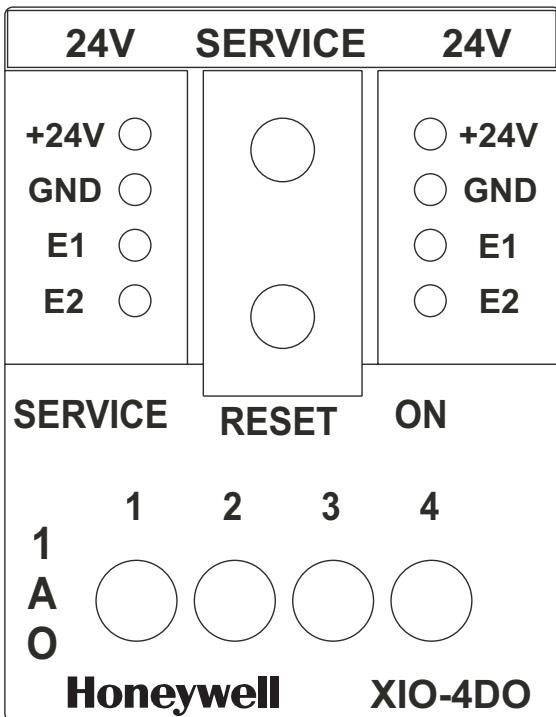 24V SERVICE 24V
+24V +24V
GND GND
E1 E1
E2 E2
SERVICE RESET ON
1 2 3 4
1
A
O
Honeywell XIO-4DO